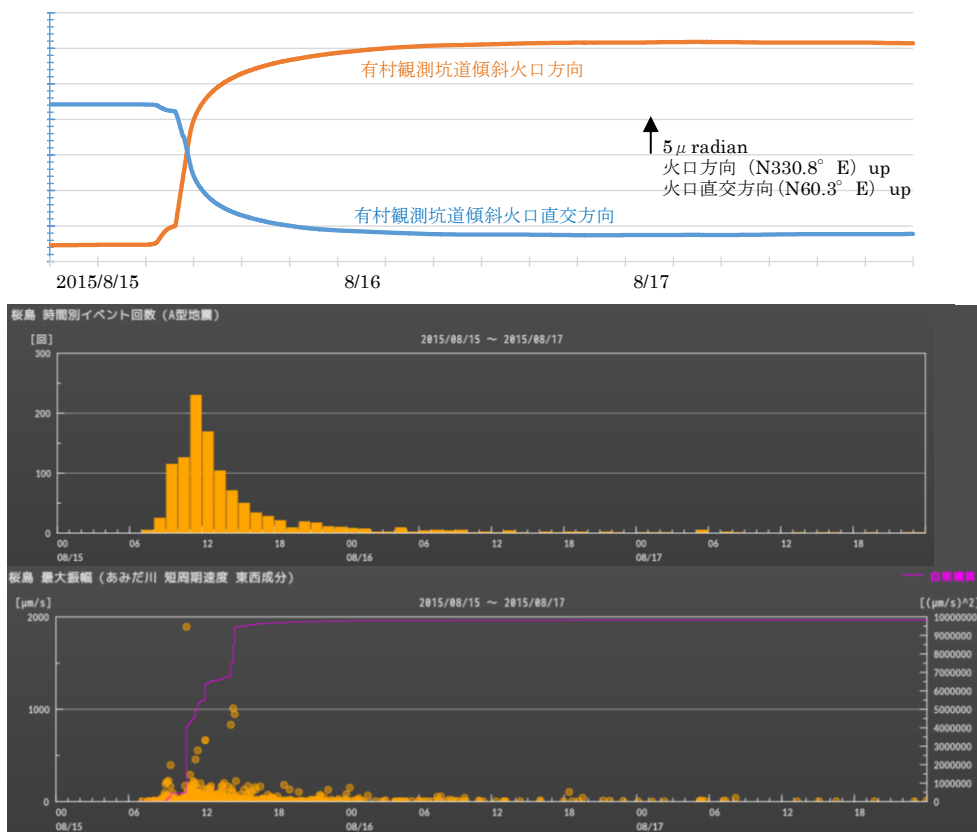 有村観測坑道傾斜火口方向
5μ radian
火口方向（N330.8° E）up
火口直交方向(N60.3° E）up
有村観測坑道傾斜火口直交方向
2015/8/15 8/16 8/17
桜島 時間別イベント回数 (A型地震)
[回] 2015/08/15 ～ 2015/08/17
300
200
100
0
00 06 12 18 00 06 12 18 00 06 12 18
08/15 08/16 08/17
桜島 最大振幅 (あみだ川 短周期速度 東西成分) 自乗積算
[μm/s] 2015/08/15 ～ 2015/08/17 [(μm/s)^2]
2000 10000000
9000000
8000000
7000000
6000000
1000 5000000
4000000
3000000
2000000
1000000
0 0
00 06 12 18 00 06 12 18 00 06 12 18
08/15 08/16 08/17